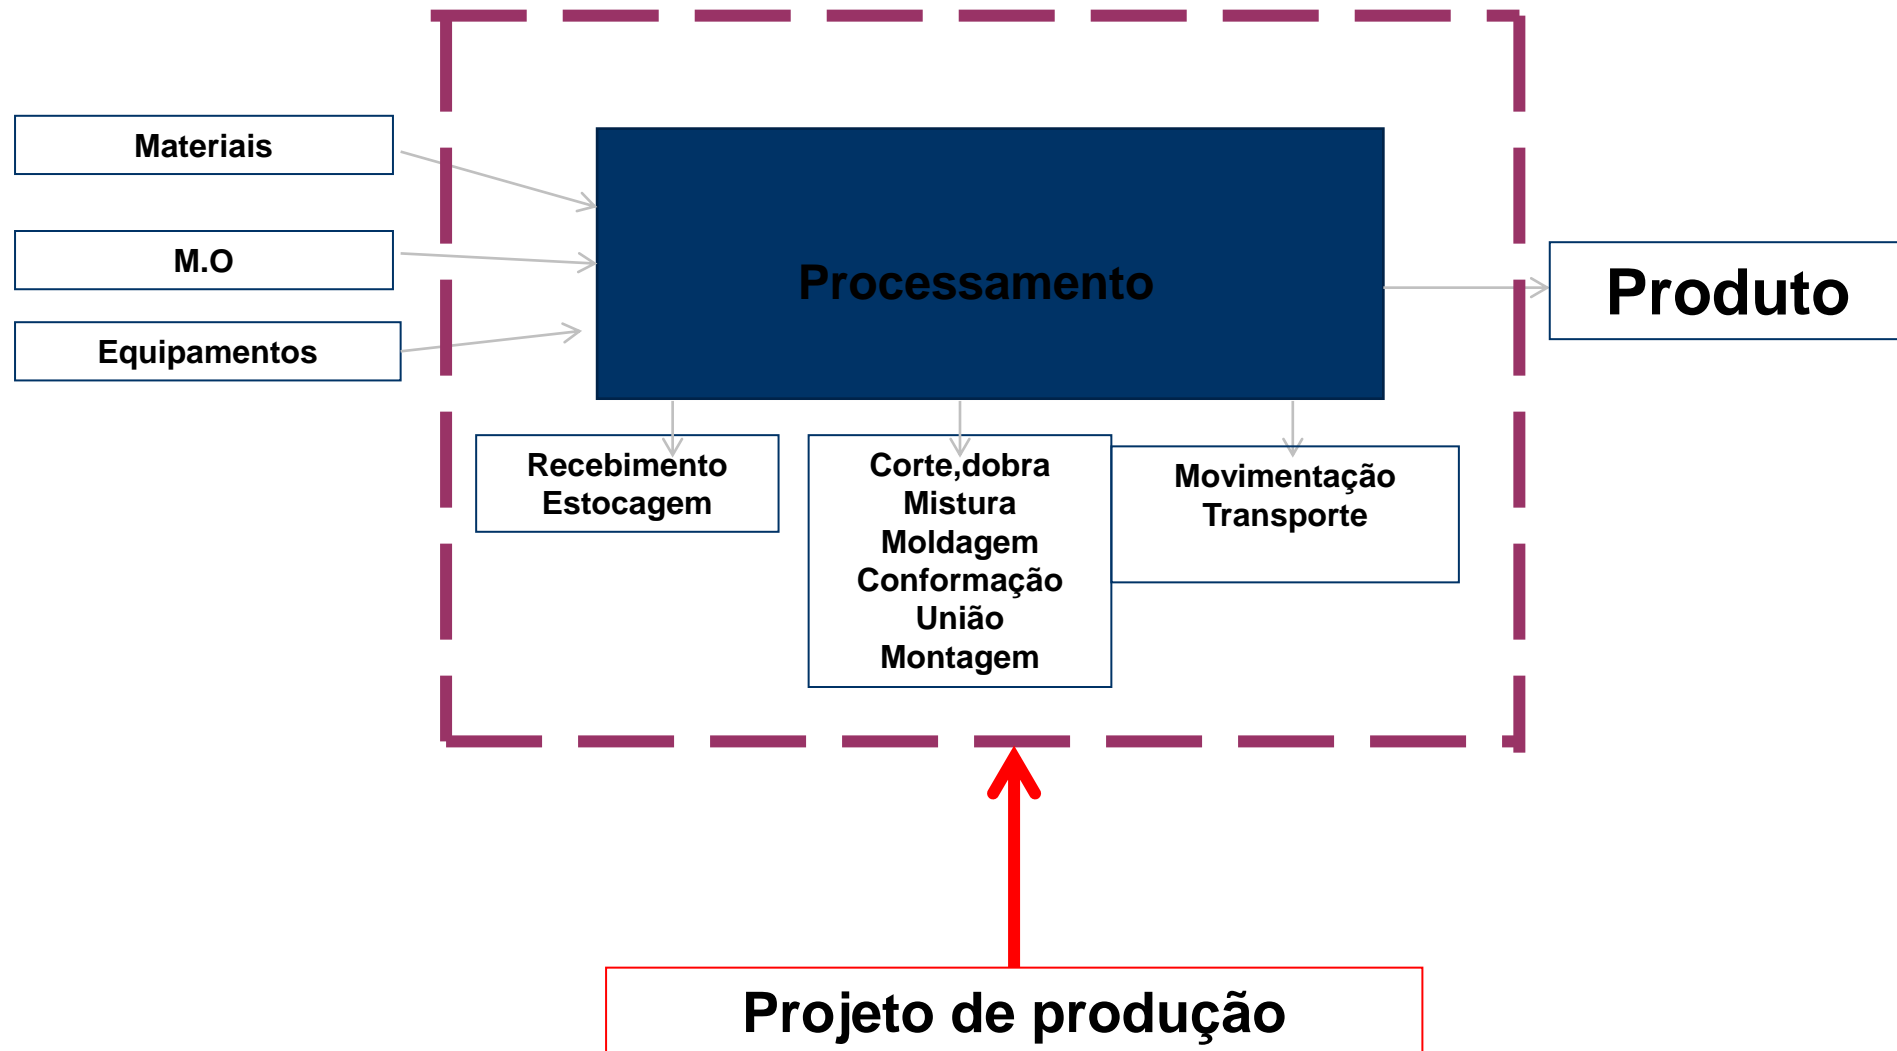 Materiais
M.O
Equipamentos
Processamento
Produto
Recebimento
Estocagem
Corte,dobra
Mistura
Moldagem
Conformação
União
Montagem
Movimentação
Transporte
Projeto de produção